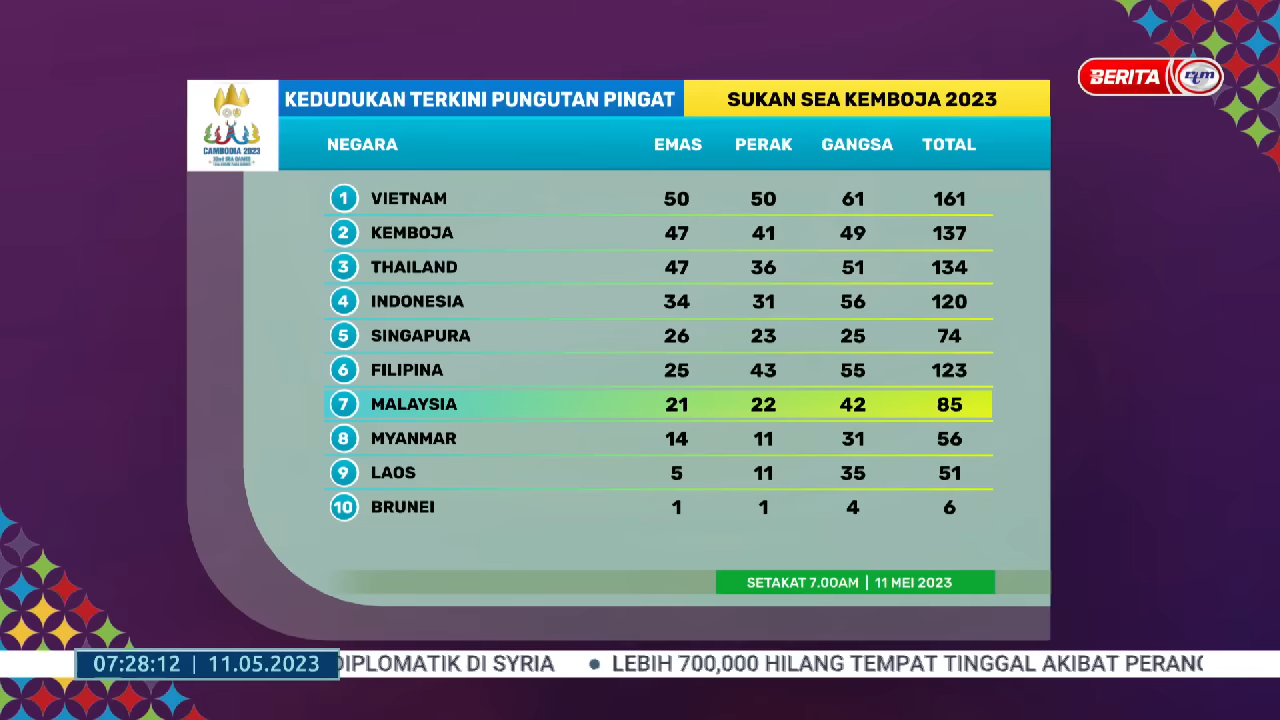 BERITA rtm
KEDUDUKAN TERKINI PUNGUTAN PINGAT SUKAN SEA KEMBOJA 2023
CAMBODIA 2023
NEGARA EMAS PERAK GANGSA TOTAL
1 VIETNAM 50 50 61 161
2 KEMBOJA 47 41 49 137
3 THAILAND 47 36 51 134
4 INDONESIA 34 31 56 120
5 SINGAPURA 26 23 25 74
6 FILIPINA 25 43 55 123
7 MALAYSIA 21 22 42 85
8 MYANMAR 14 11 31 56
9 LAOS 5 11 35 51
10 BRUNEI 1 1 4 6
SETAKAT 7.00AM | 11 MEI 2023
07:28:12 | 11.05.2023 DIPLOMATIK DI SYRIA • LEBIH 700,000 HILANG TEMPAT TINGGAL AKIBAT PERANG